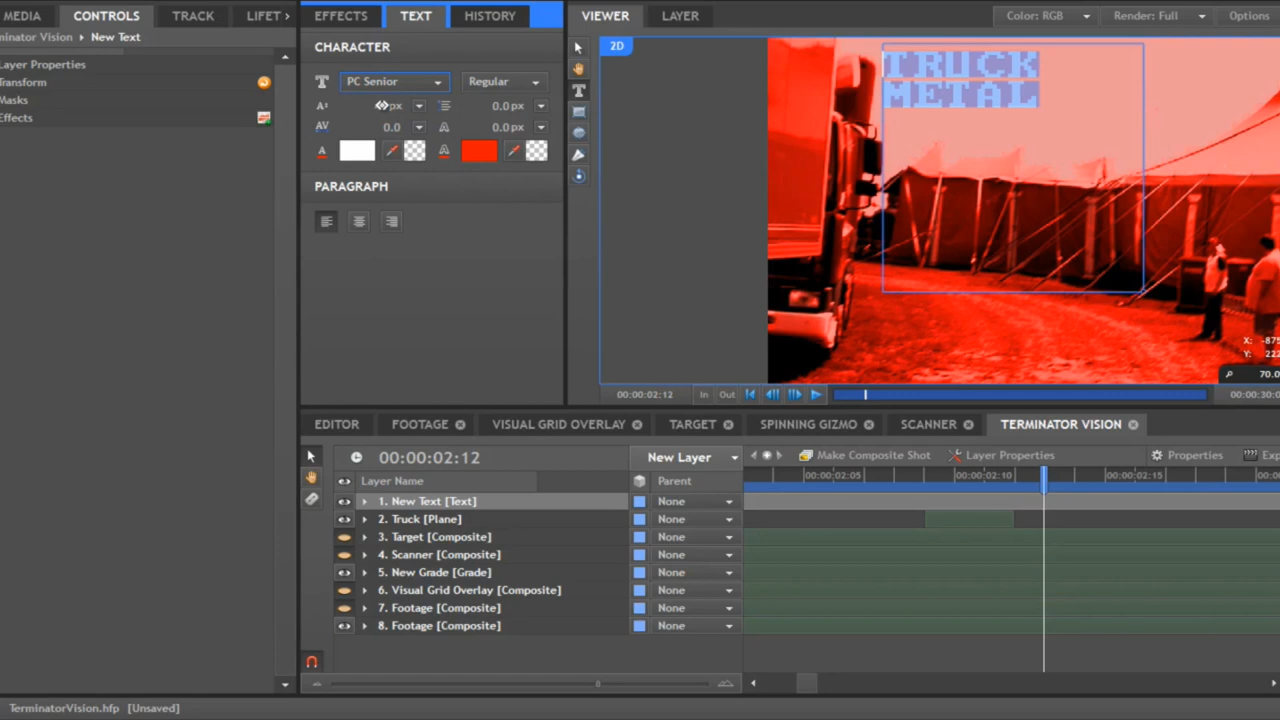 MEDIA
CONTROLS
TRACK
LIFET
EFFECTS
TEXT
HISTORY
VIEWER
LAYER
Color: RGB
Render: Full
Options
minator Vision
New Text
ayer Properties
Transform
Masks
Effects
CHARACTER
T
PC Senior
Regular
px
0.0 px
AV
0.0
0.0 px
PARAGRAPH
2D
TRUCK
METAL
X: -875
Y: 222
70.0
00:00:02:12
In
Out
00:00:30:0
EDITOR
FOOTAGE
VISUAL GRID OVERLAY
TARGET
SPINNING GIZMO
SCANNER
TERMINATOR VISION
00:00:02:12
New Layer
Make Composite Shot
Layer Properties
Properties
Exp
Layer Name
Parent
00:00:02:05
00:00:02:10
00:00:02:15
1. New Text [Text]
None
2. Truck [Plane]
None
3. Target [Composite]
None
4. Scanner [Composite]
None
5. New Grade [Grade]
None
6. Visual Grid Overlay [Composite]
None
7. Footage [Composite]
None
8. Footage [Composite]
None
TerminatorVision.hfp [Unsaved]